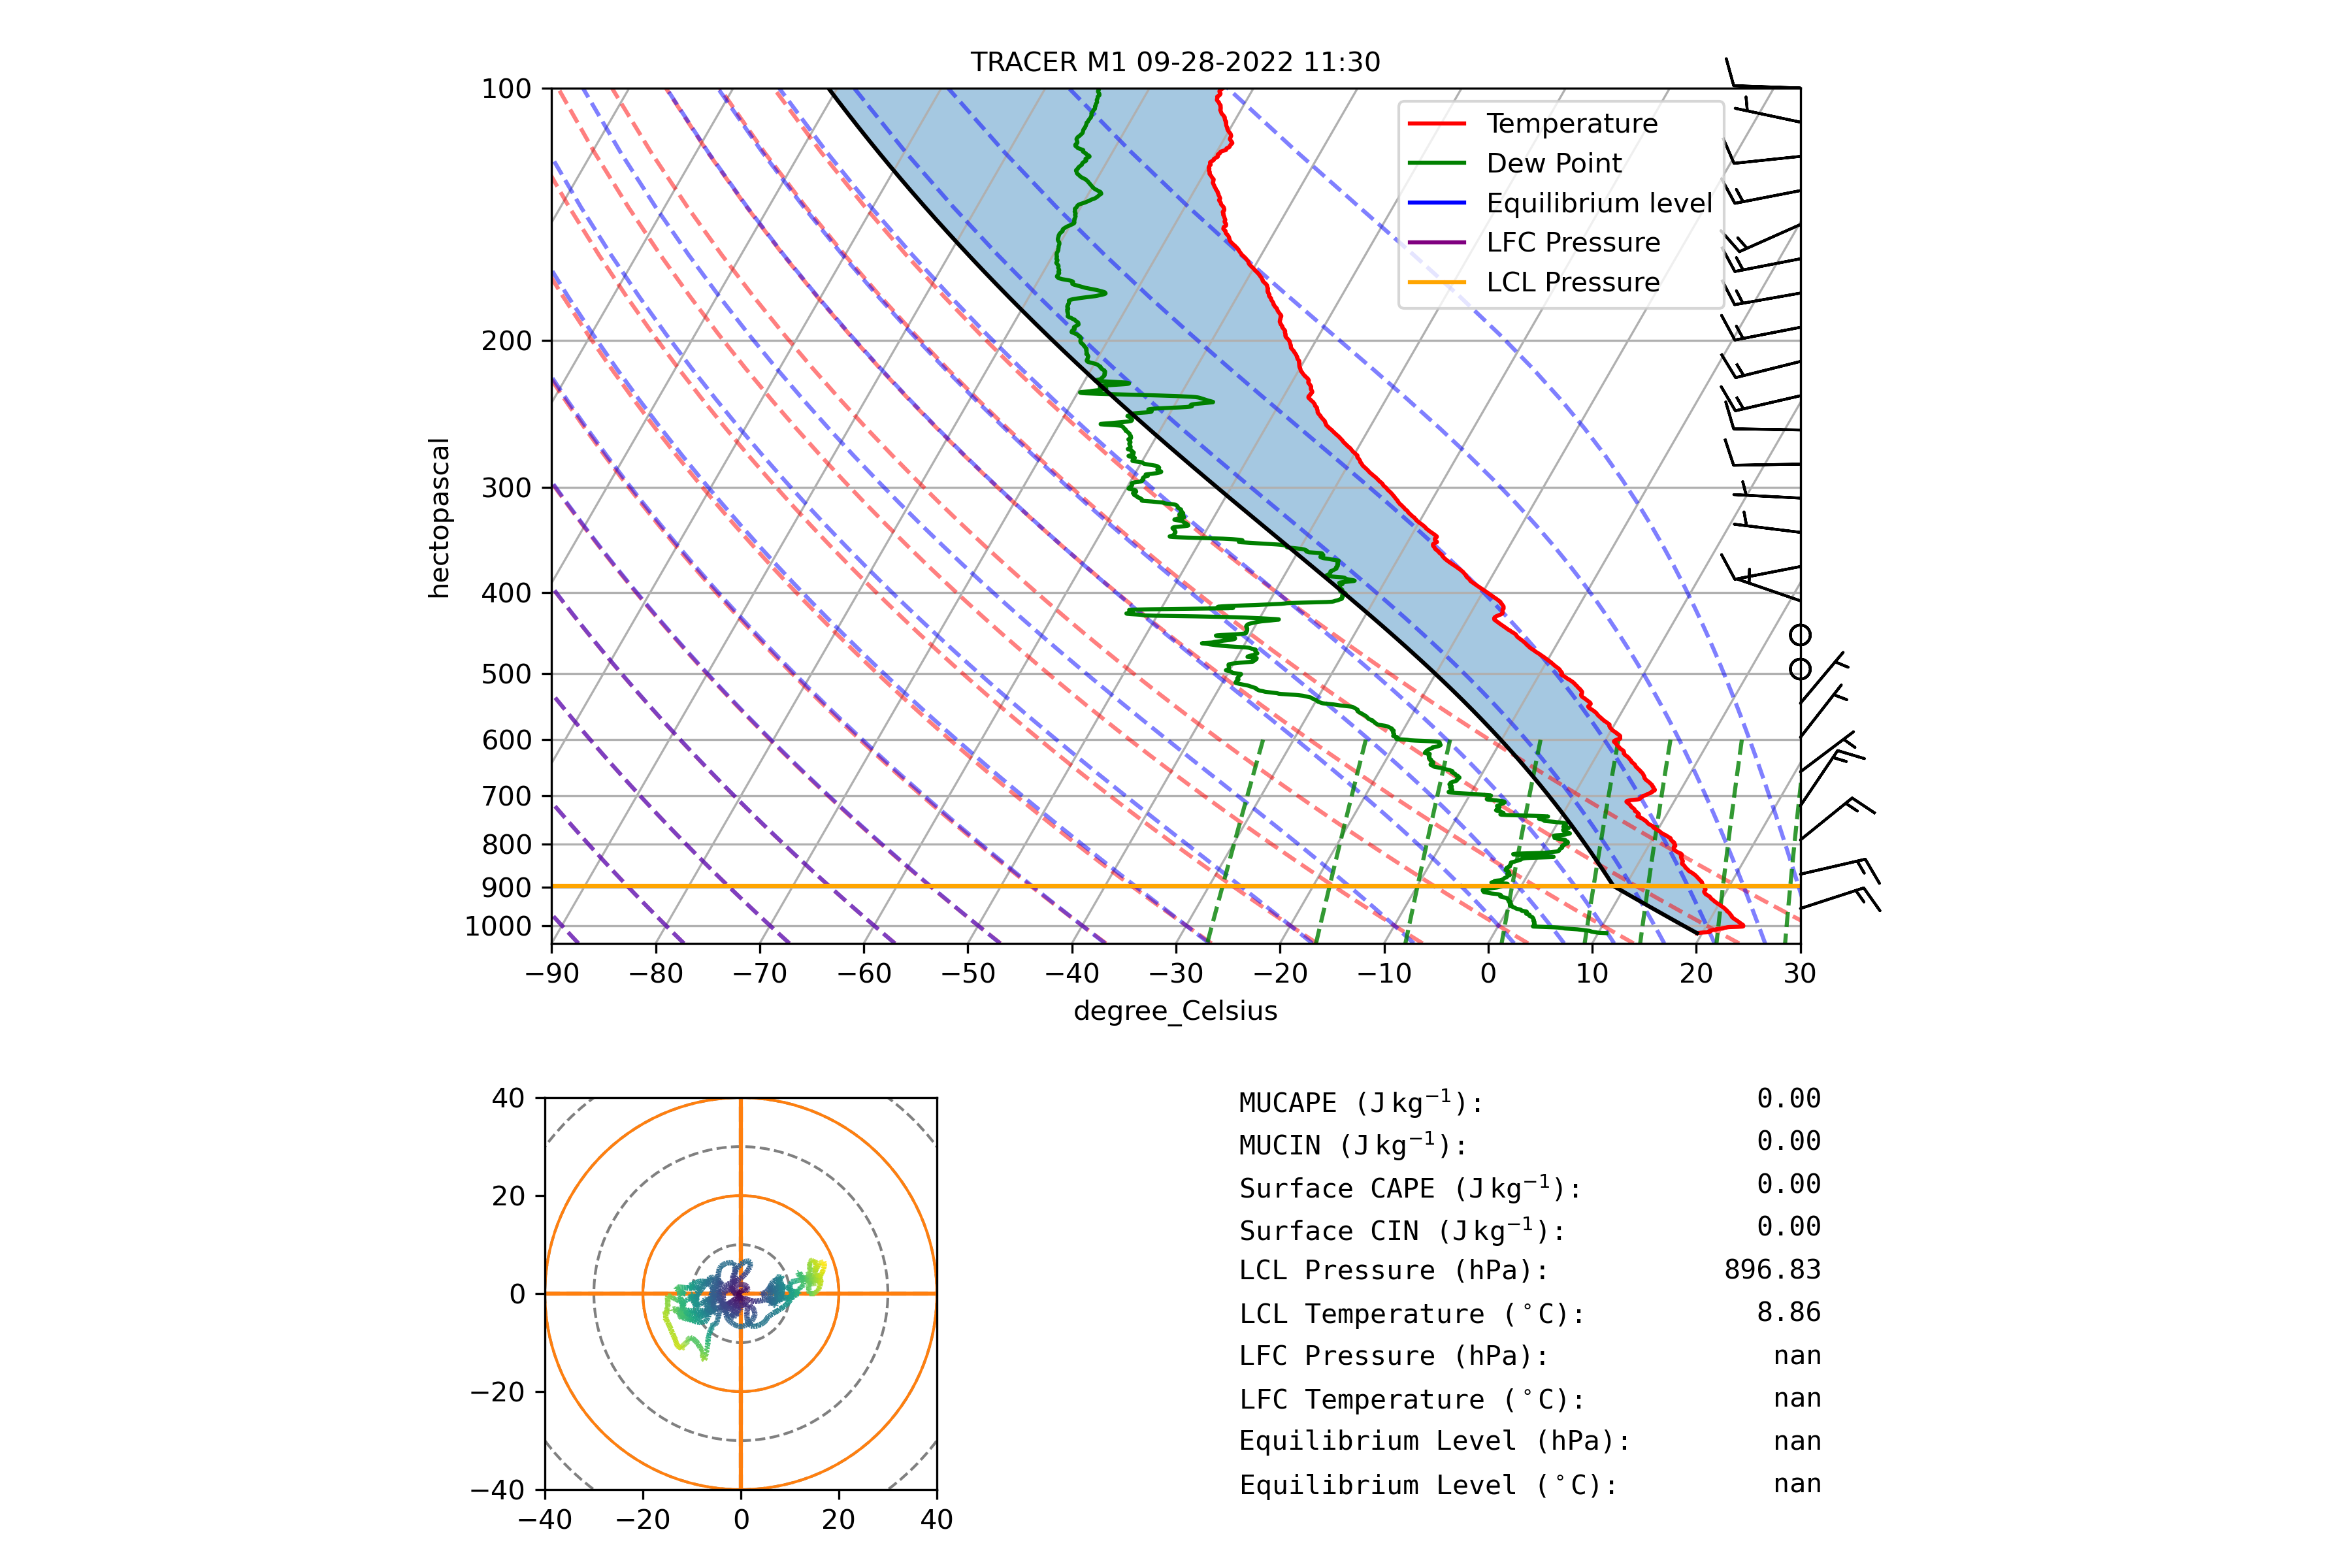 TRACER M1 09-28-2022 11:30
100
200
300
400
500
600
700
800
900
1000
hectopascal
Temperature
Dew Point
Equilibrium level
LFC Pressure
LCL Pressure
−90 −80 −70 −60 −50 −40 −30 −20 −10 0 10 20 30
degree_Celsius
40
20
0
−20
−40
−40 −20 0 20 40
MUCAPE (J kg⁻¹): 0.00
MUCIN (J kg⁻¹): 0.00
Surface CAPE (J kg⁻¹): 0.00
Surface CIN (J kg⁻¹): 0.00
LCL Pressure (hPa): 896.83
LCL Temperature (°C): 8.86
LFC Pressure (hPa): nan
LFC Temperature (°C): nan
Equilibrium Level (hPa): nan
Equilibrium Level (°C): nan